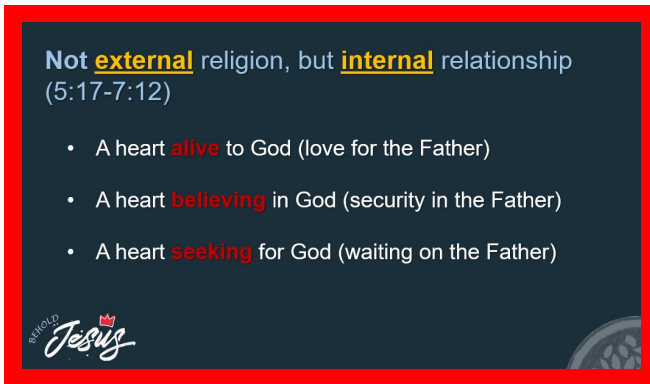 Not external religion, but internal relationship
(5:17-7:12)
• A heart alive to God (love for the Father)
• A heart believing in God (security in the Father)
• A heart seeking for God (waiting on the Father)
BEHOLD
Jesus